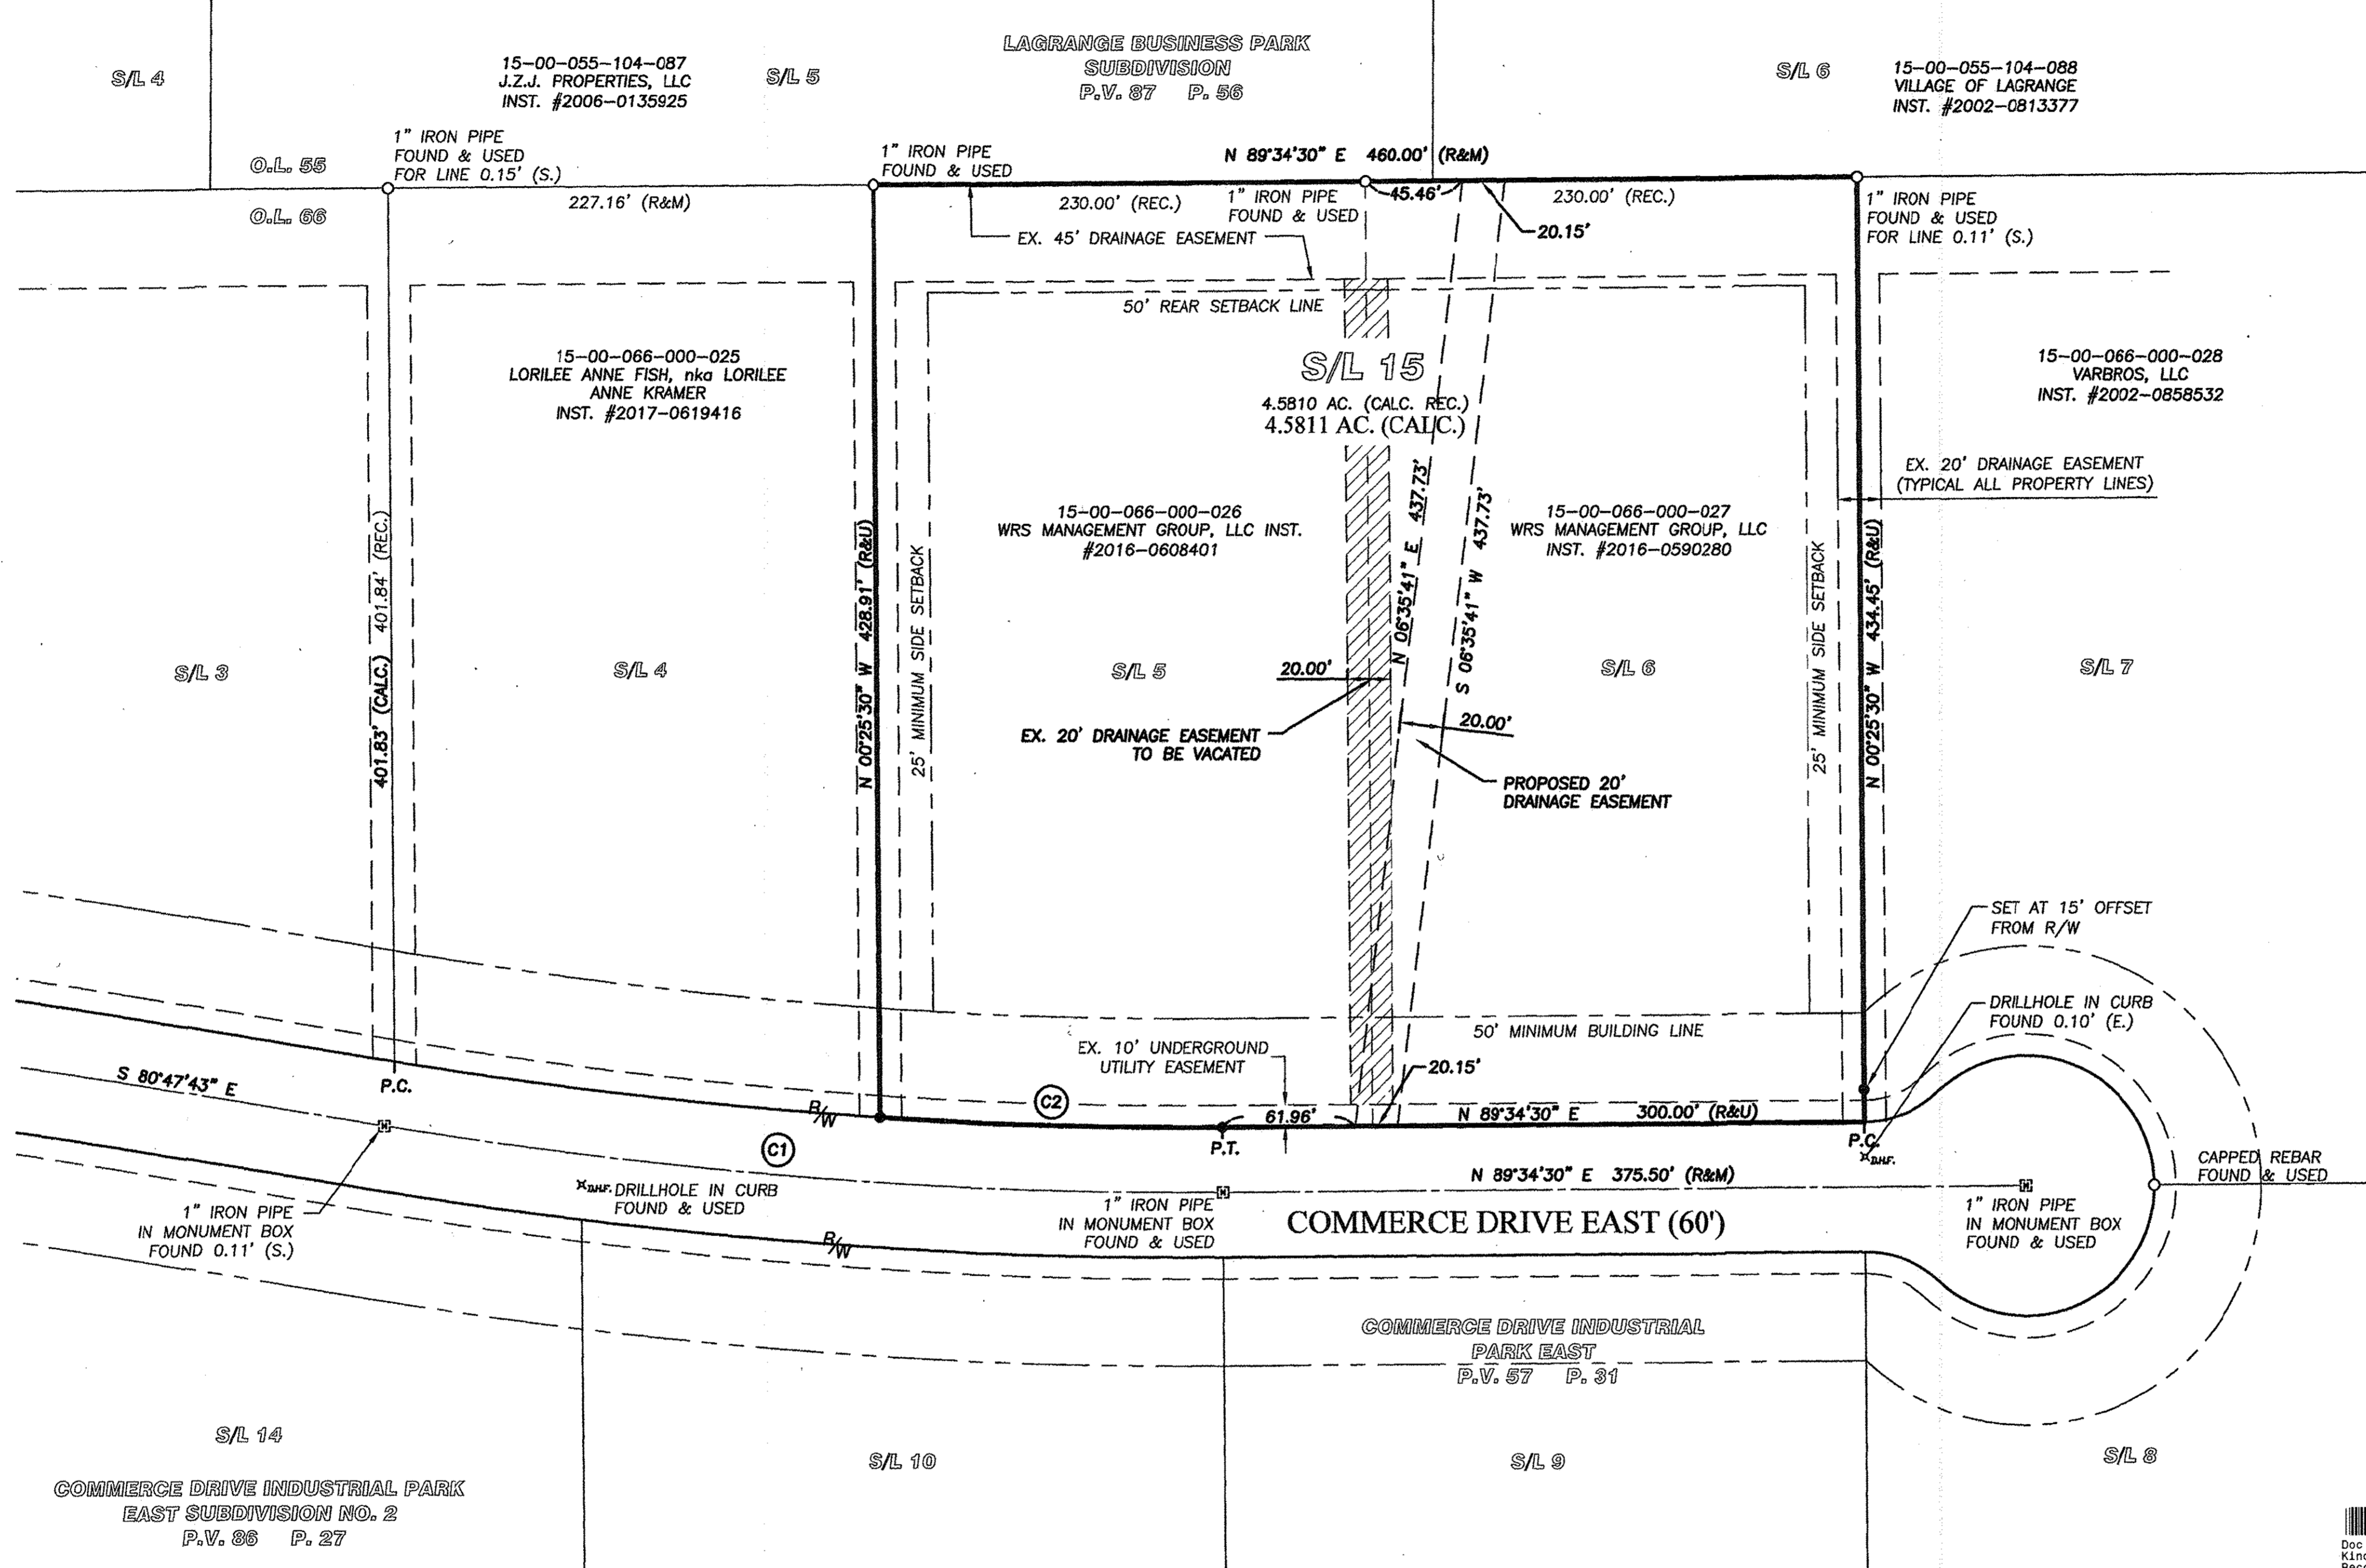 LAGRANGE BUSINESS PARK
SUBDIVISION
P.V. 87 P. 56
S/L 4
15-00-055-104-087
J.Z.J. PROPERTIES, LLC
INST. #2006-0135925
S/L 5
S/L 6
15-00-055-104-088
VILLAGE OF LAGRANGE
INST. #2002-0813377
O.L. 55
O.L. 66
1" IRON PIPE
FOUND & USED
FOR LINE 0.15' (S.)
227.16' (R&M)
1" IRON PIPE
FOUND & USED
N 89°34'30" E 460.00' (R&M)
230.00' (REC.)
1" IRON PIPE
FOUND & USED
45.46'
230.00' (REC.)
20.15'
1" IRON PIPE
FOUND & USED
FOR LINE 0.11' (S.)
EX. 45' DRAINAGE EASEMENT
50' REAR SETBACK LINE
S/L 15
4.5810 AC. (CALC. REC.)
4.5811 AC. (CALC.)
15-00-066-000-025
LORILEE ANNE FISH, nka LORILEE
ANNE KRAMER
INST. #2017-0619416
15-00-066-000-028
VARBROS, LLC
INST. #2002-0858532
EX. 20' DRAINAGE EASEMENT
(TYPICAL ALL PROPERTY LINES)
15-00-066-000-026
WRS MANAGEMENT GROUP, LLC INST.
#2016-0608401
15-00-066-000-027
WRS MANAGEMENT GROUP, LLC
INST. #2016-0590280
401.83' (CALC.) 401.84' (REC.)
N 00°25'30" W 428.91' (R&U)
25' MINIMUM SIDE SETBACK
N 06°35'41" E 437.73'
S 06°35'41" W 437.73'
25' MINIMUM SIDE SETBACK
N 00°25'30" W 434.45' (R&U)
S/L 3
S/L 4
S/L 5
20.00'
S/L 6
S/L 7
EX. 20' DRAINAGE EASEMENT
TO BE VACATED
20.00'
PROPOSED 20'
DRAINAGE EASEMENT
SET AT 15' OFFSET
FROM R/W
DRILLHOLE IN CURB
FOUND 0.10' (E.)
50' MINIMUM BUILDING LINE
EX. 10' UNDERGROUND
UTILITY EASEMENT
20.15'
S 80°47'43" E
P.C.
R/W
C2
61.96'
N 89°34'30" E 300.00' (R&U)
P.T.
P.C.
D.H.F.
C1
D.H.F. DRILLHOLE IN CURB
FOUND & USED
1" IRON PIPE
IN MONUMENT BOX
FOUND 0.11' (S.)
R/W
N 89°34'30" E 375.50' (R&M)
1" IRON PIPE
IN MONUMENT BOX
FOUND & USED
COMMERCE DRIVE EAST (60')
CAPPED REBAR
FOUND & USED
1" IRON PIPE
IN MONUMENT BOX
FOUND & USED
COMMERCE DRIVE INDUSTRIAL
PARK EAST
P.V. 57 P. 31
S/L 14
S/L 10
S/L 9
S/L 8
COMMERCE DRIVE INDUSTRIAL PARK
EAST SUBDIVISION NO. 2
P.V. 86 P. 27
Doc